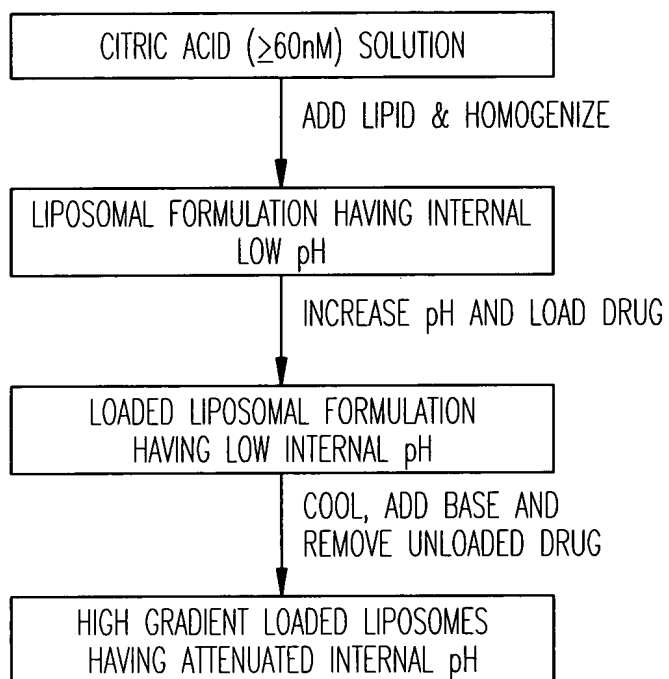 CITRIC ACID (≥60nM) SOLUTION
ADD LIPID & HOMOGENIZE
LIPOSOMAL FORMULATION HAVING INTERNAL
LOW pH
INCREASE pH AND LOAD DRUG
LOADED LIPOSOMAL FORMULATION
HAVING LOW INTERNAL pH
COOL, ADD BASE AND
REMOVE UNLOADED DRUG
HIGH GRADIENT LOADED LIPOSOMES
HAVING ATTENUATED INTERNAL pH